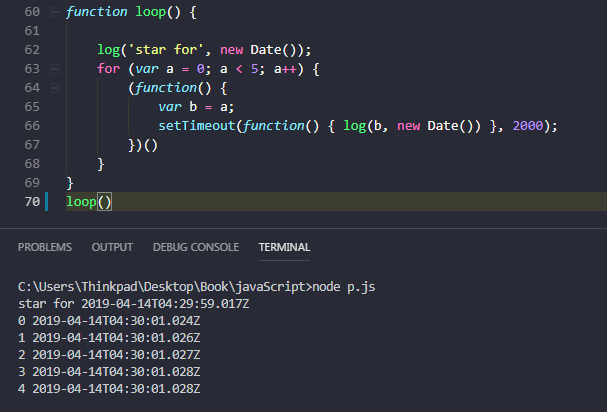 60 function loop() {
61
62 log('star for', new Date());
63 for (var a = 0; a < 5; a++) {
64 (function() {
65 var b = a;
66 setTimeout(function() { log(b, new Date()) }, 2000);
67 })()
68 }
69 }
70 loop()
PROBLEMS OUTPUT DEBUG CONSOLE TERMINAL
C:\Users\Thinkpad\Desktop\Book\javaScript>node p.js
star for 2019-04-14T04:29:59.017Z
0 2019-04-14T04:30:01.024Z
1 2019-04-14T04:30:01.026Z
2 2019-04-14T04:30:01.027Z
3 2019-04-14T04:30:01.028Z
4 2019-04-14T04:30:01.028Z